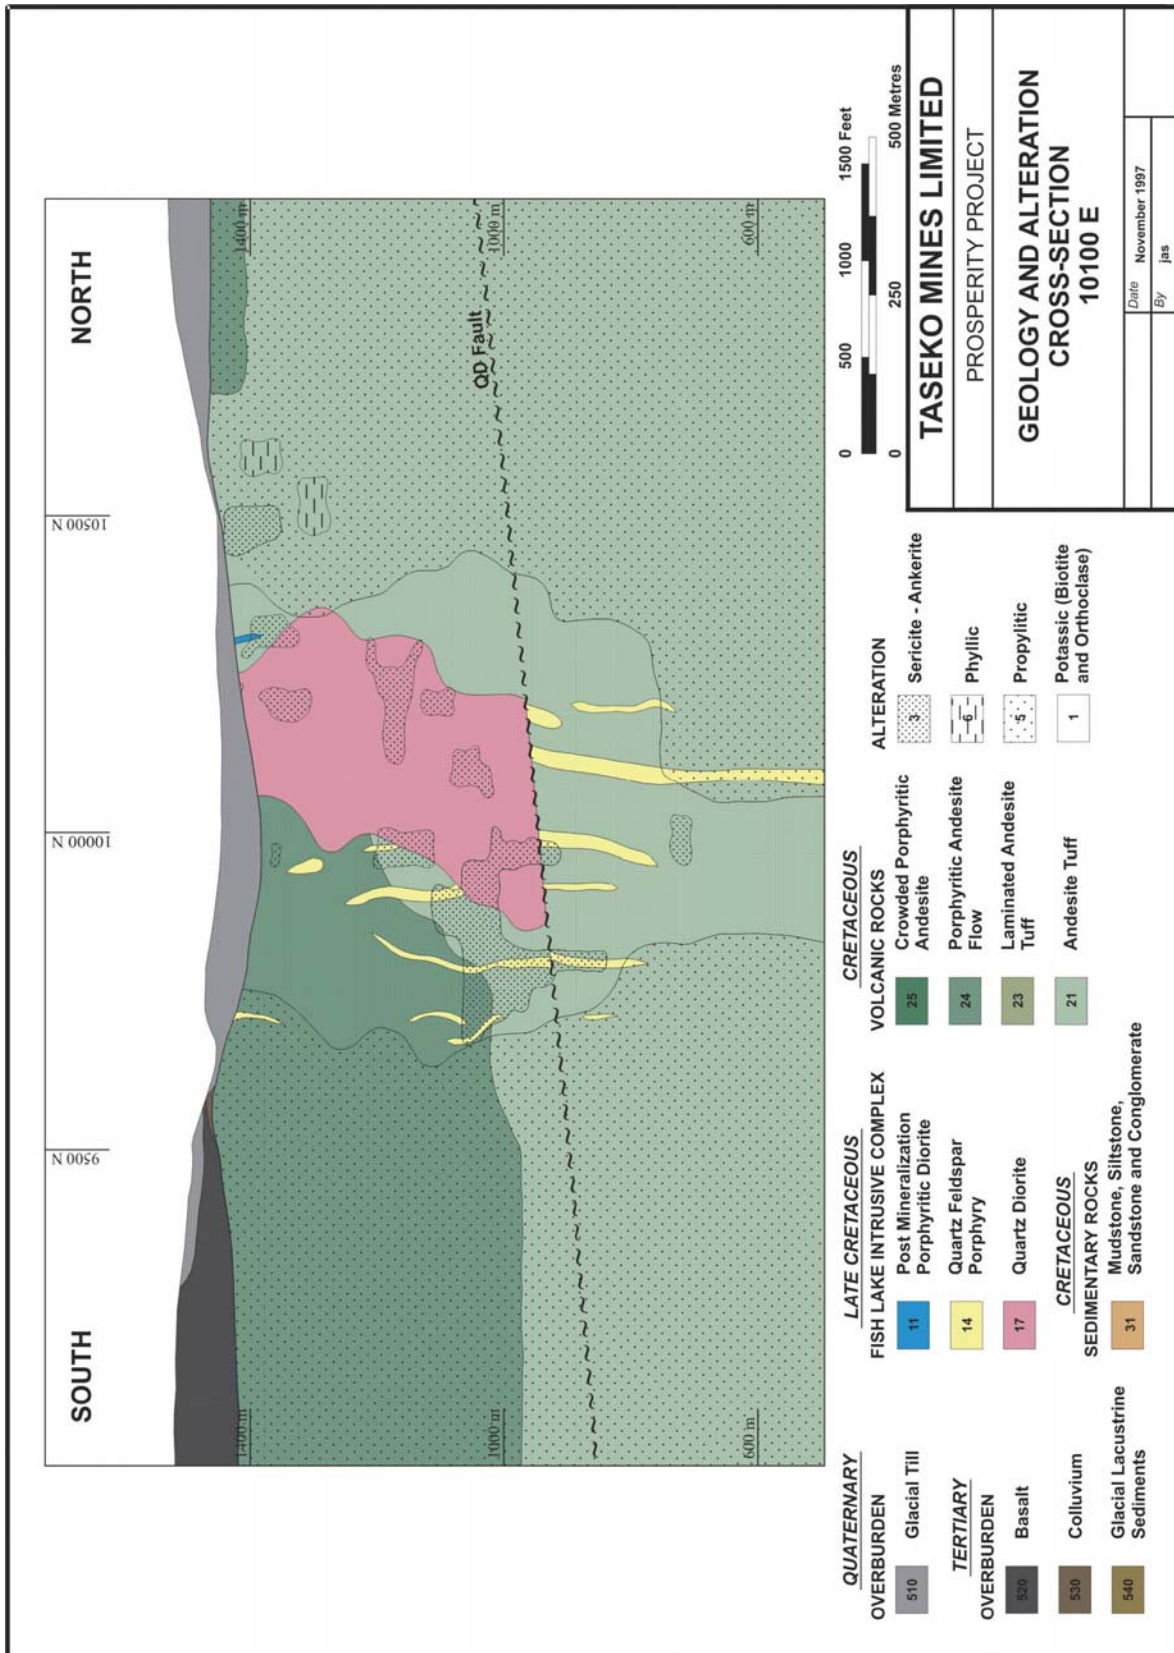 SOUTH
NORTH
9500 N
10000 N
10500 N
1400 m
1000 m
600 m
1400 m
1000 m
600 m
QD Fault
QUATERNARY
OVERBURDEN
510 Glacial Till
TERTIARY
OVERBURDEN
520 Basalt
530 Colluvium
540 Glacial Lacustrine
Sediments
LATE CRETACEOUS
FISH LAKE INTRUSIVE COMPLEX
11 Post Mineralization
Porphyritic Diorite
14 Quartz Feldspar
Porphyry
17 Quartz Diorite
CRETACEOUS
SEDIMENTARY ROCKS
31 Mudstone, Siltstone,
Sandstone and Conglomerate
CRETACEOUS
VOLCANIC ROCKS
25 Crowded Porphyritic
Andesite
24 Porphyritic Andesite
Flow
23 Laminated Andesite
Tuff
21 Andesite Tuff
ALTERATION
3 Sericite - Ankerite
6 Phyllic
5 Propylitic
1 Potassic (Biotite
and Orthoclase)
0 500 1000 1500 Feet
0 250 500 Metres
TASEKO MINES LIMITED
PROSPERITY PROJECT
GEOLOGY AND ALTERATION
CROSS-SECTION
10100 E
Date November 1997
By jas